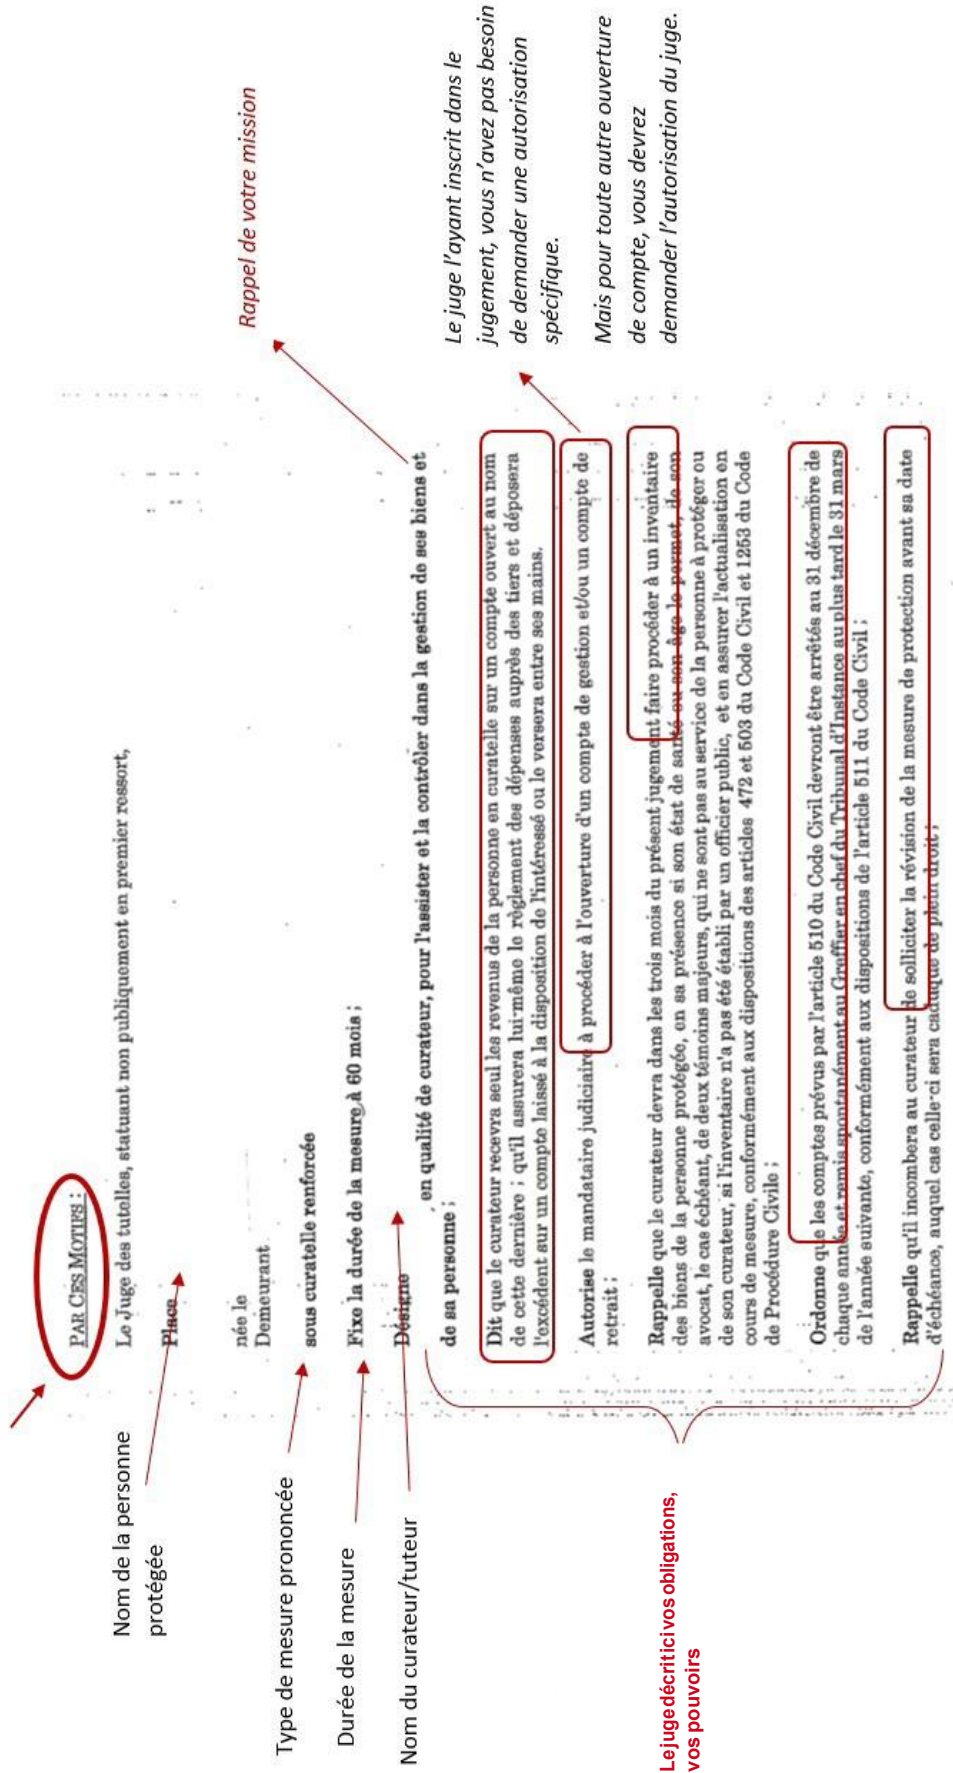 PAR CES MOTIFS :
Le Juge des tutelles, statuant non publiquement en premier ressort,
Place
née le
Demeurant
sous curatelle renforcée
Fixe la durée de la mesure à 60 mois ;
Désigne
en qualité de curateur, pour l'assister et la contrôler dans la gestion de ses biens et
de sa personne ;
Dit que le curateur recevra seul les revenus de la personne en curatelle sur un compte ouvert au nom
de cette dernière ; qu'il assurera lui-même le règlement des dépenses auprès des tiers et déposera
l'excédent sur un compte laissé à la disposition de l'intéressé ou le versera entre ses mains.
Autorise le mandataire judiciaire à procéder à l'ouverture d'un compte de gestion et/ou un compte de
retrait ;
Rappelle que le curateur devra dans les trois mois du présent jugement faire procéder à un inventaire
des biens de la personne protégée, en sa présence si son état de santé ou son âge le permet, de son
avocat, le cas échéant, de deux témoins majeurs, qui ne sont pas au service de la personne à protéger ou
de son curateur, si l'inventaire n'a pas été établi par un officier public, et en assurer l'actualisation en
cours de mesure, conformément aux dispositions des articles 472 et 503 du Code Civil et 1253 du Code
de Procédure Civile ;
Ordonne que les comptes prévus par l'article 510 du Code Civil devront être arrêtés au 31 décembre de
chaque année et remis spontanément au Greffier en chef du Tribunal d'Instance au plus tard le 31 mars
de l'année suivante, conformément aux dispositions de l'article 511 du Code Civil ;
Rappelle qu'il incombera au curateur de solliciter la révision de la mesure de protection avant sa date
d'échéance, auquel cas celle-ci sera caduque de plein droit ;
Nom de la personne
protégée
Type de mesure prononcée
Durée de la mesure
Nom du curateur/tuteur
Le juge décrit ici vos obligations,
vos pouvoirs
Rappel de votre mission
Le juge l'ayant inscrit dans le
jugement, vous n'avez pas besoin
de demander une autorisation
spécifique.
Mais pour toute autre ouverture
de compte, vous devrez
demander l'autorisation du juge.